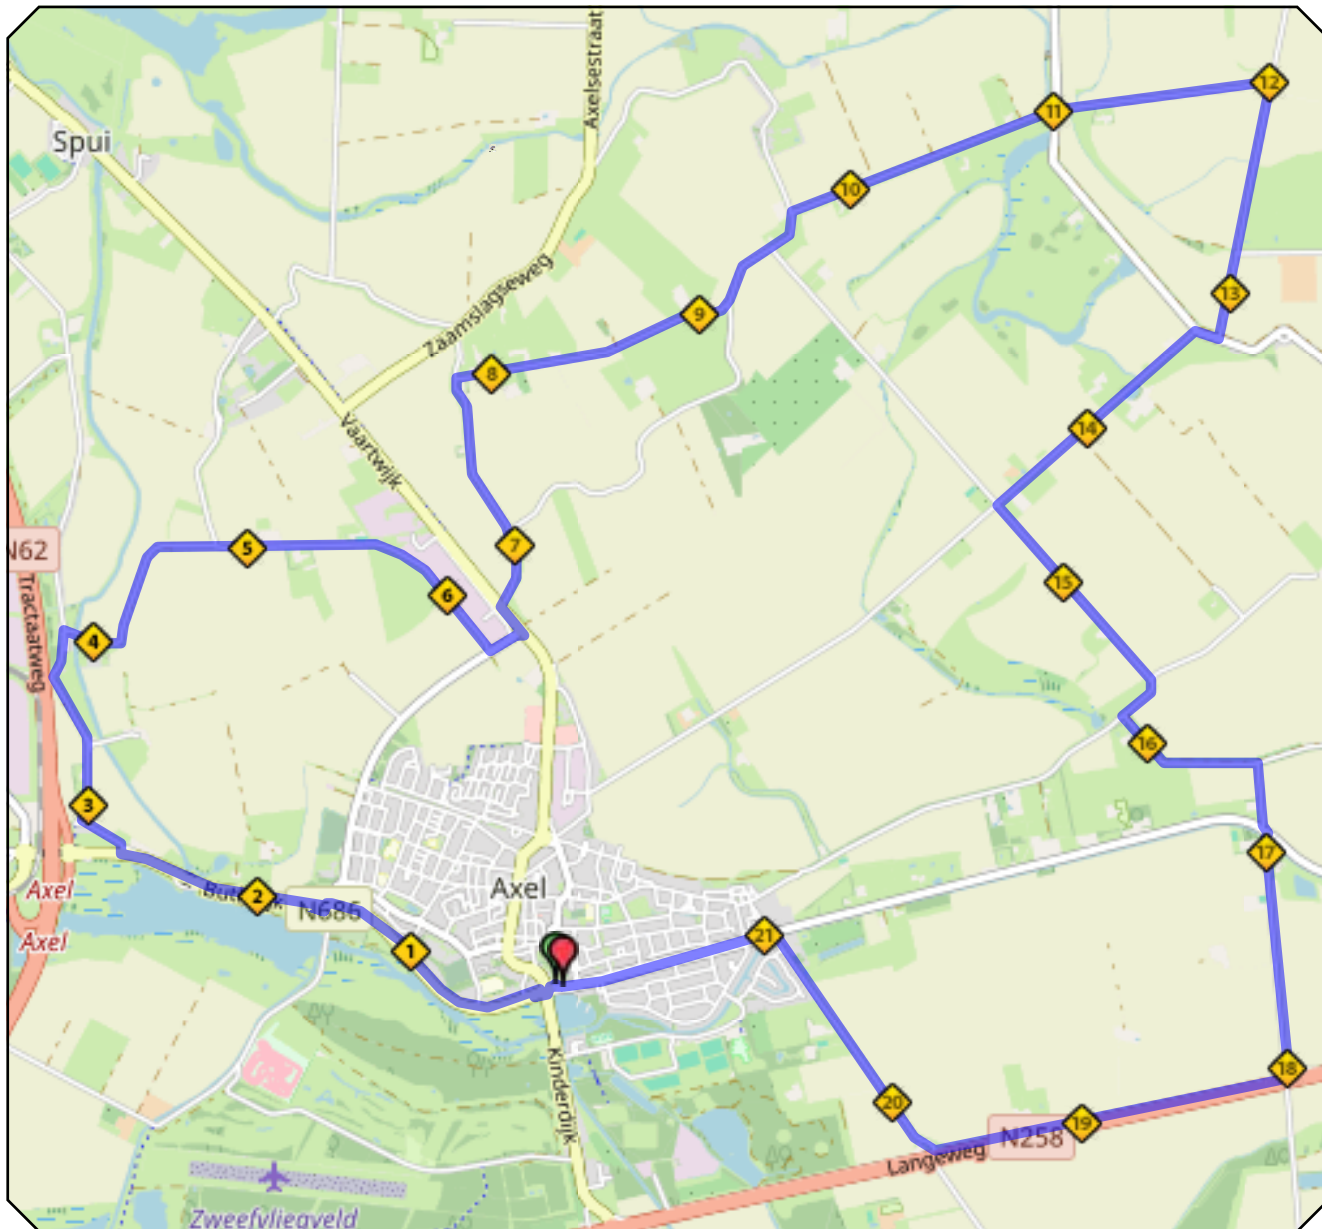 12
11
Axelsestraat
Spui
10
Zaamslagseweg
13
9
8
Vaartwijk
14
N62
7
5
15
6
Tractaatweg
4
16
3
17
Axel
Axel
2
N686
21
Axel
1
Kinderdijk
18
20
19
N258
Langeweg
Zweefvliegveld